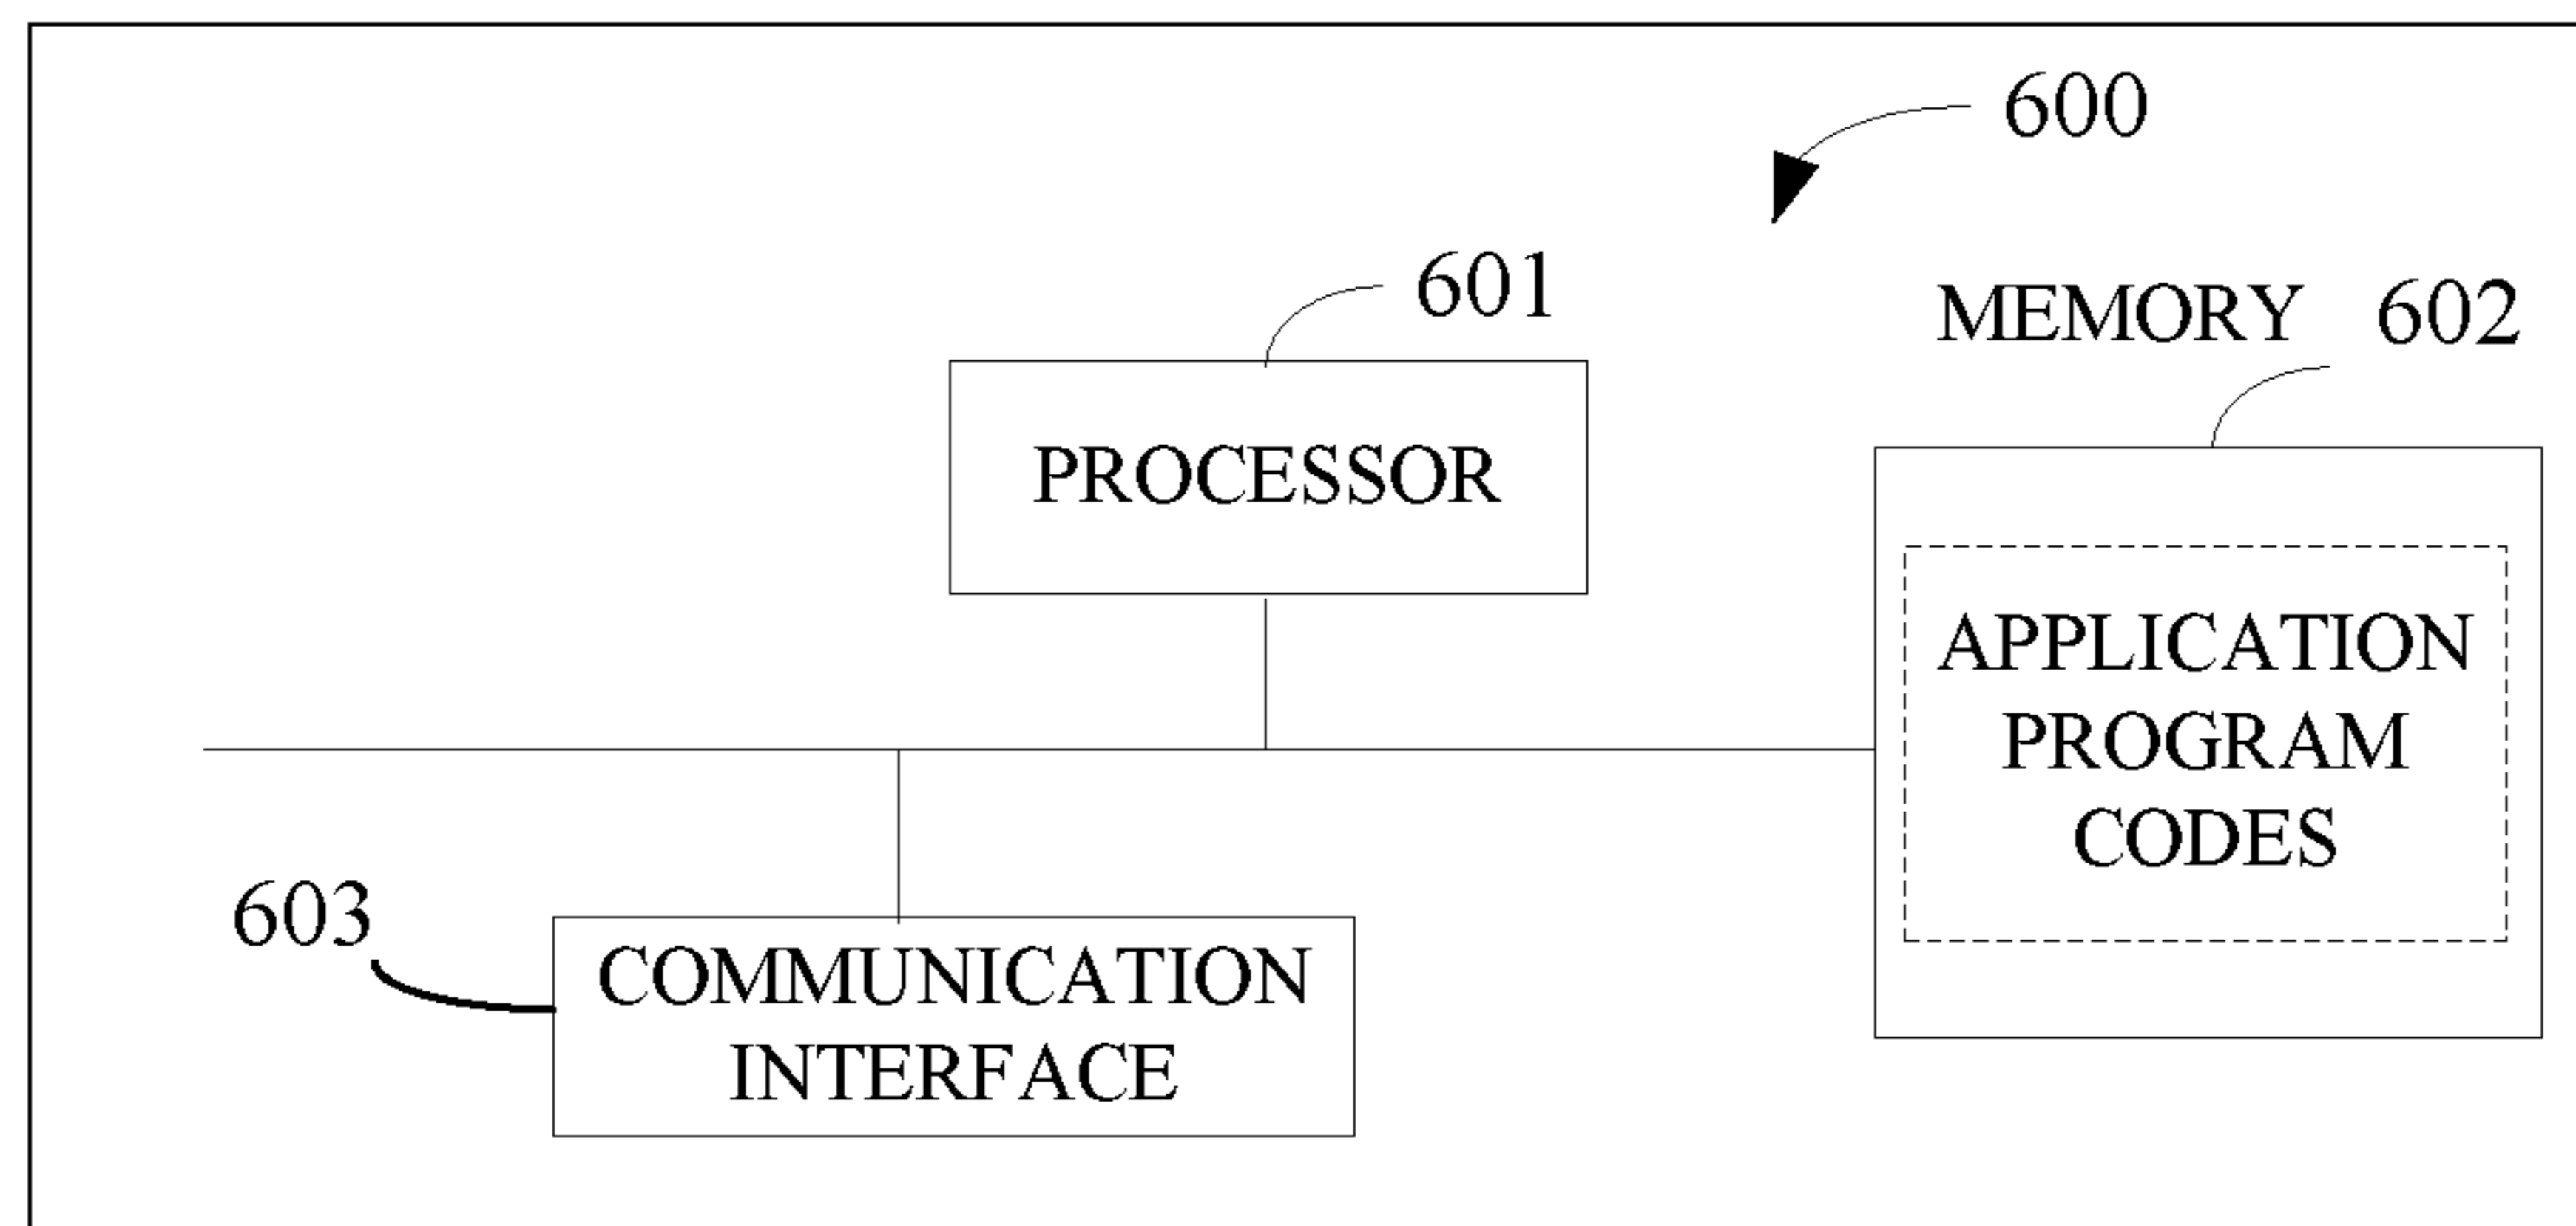 600
601
MEMORY 602
PROCESSOR
APPLICATION
PROGRAM
CODES
603
COMMUNICATION
INTERFACE